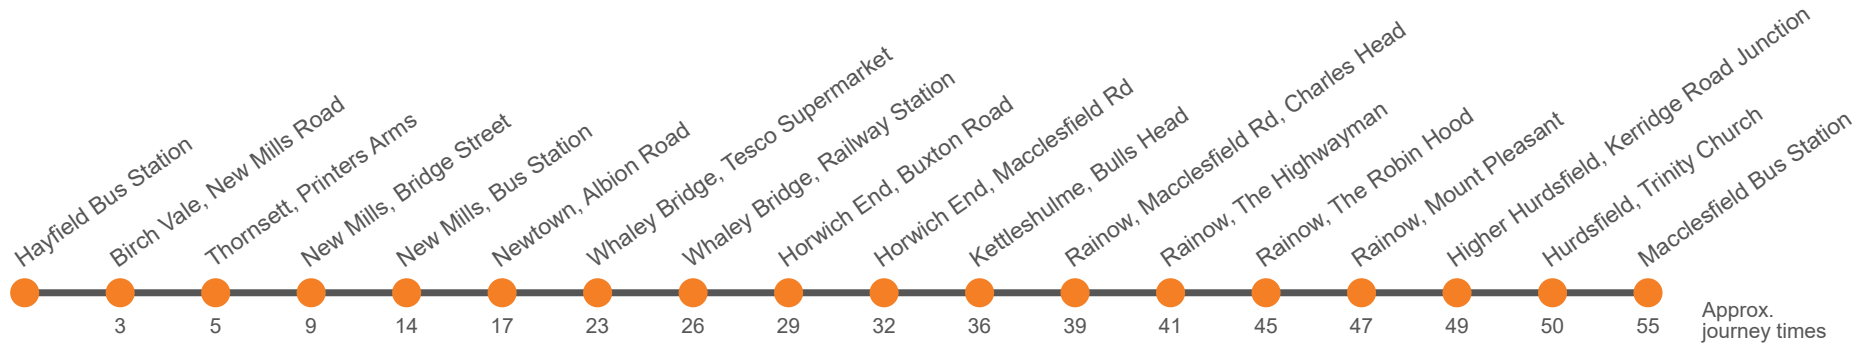 Hayfield Bus Station
Birch Vale, New Mills Road
Thornsett, Printers Arms
New Mills, Bridge Street
New Mills, Bus Station
Newtown, Albion Road
Whaley Bridge, Tesco Supermarket
Whaley Bridge, Railway Station
Horwich End, Buxton Road
Horwich End, Macclesfield Rd
Kettleshulme, Bulls Head
Rainow, Macclesfield Rd, Charles Head
Rainow, The Highwayman
Rainow, The Robin Hood
Rainow, Mount Pleasant
Higher Hurdsfield, Kerridge Road Junction
Hurdsfield, Trinity Church
Macclesfield Bus Station
3 5 9 14 17 23 26 29 32 36 39 41 45 47 49 50 55
Approx.
journey times